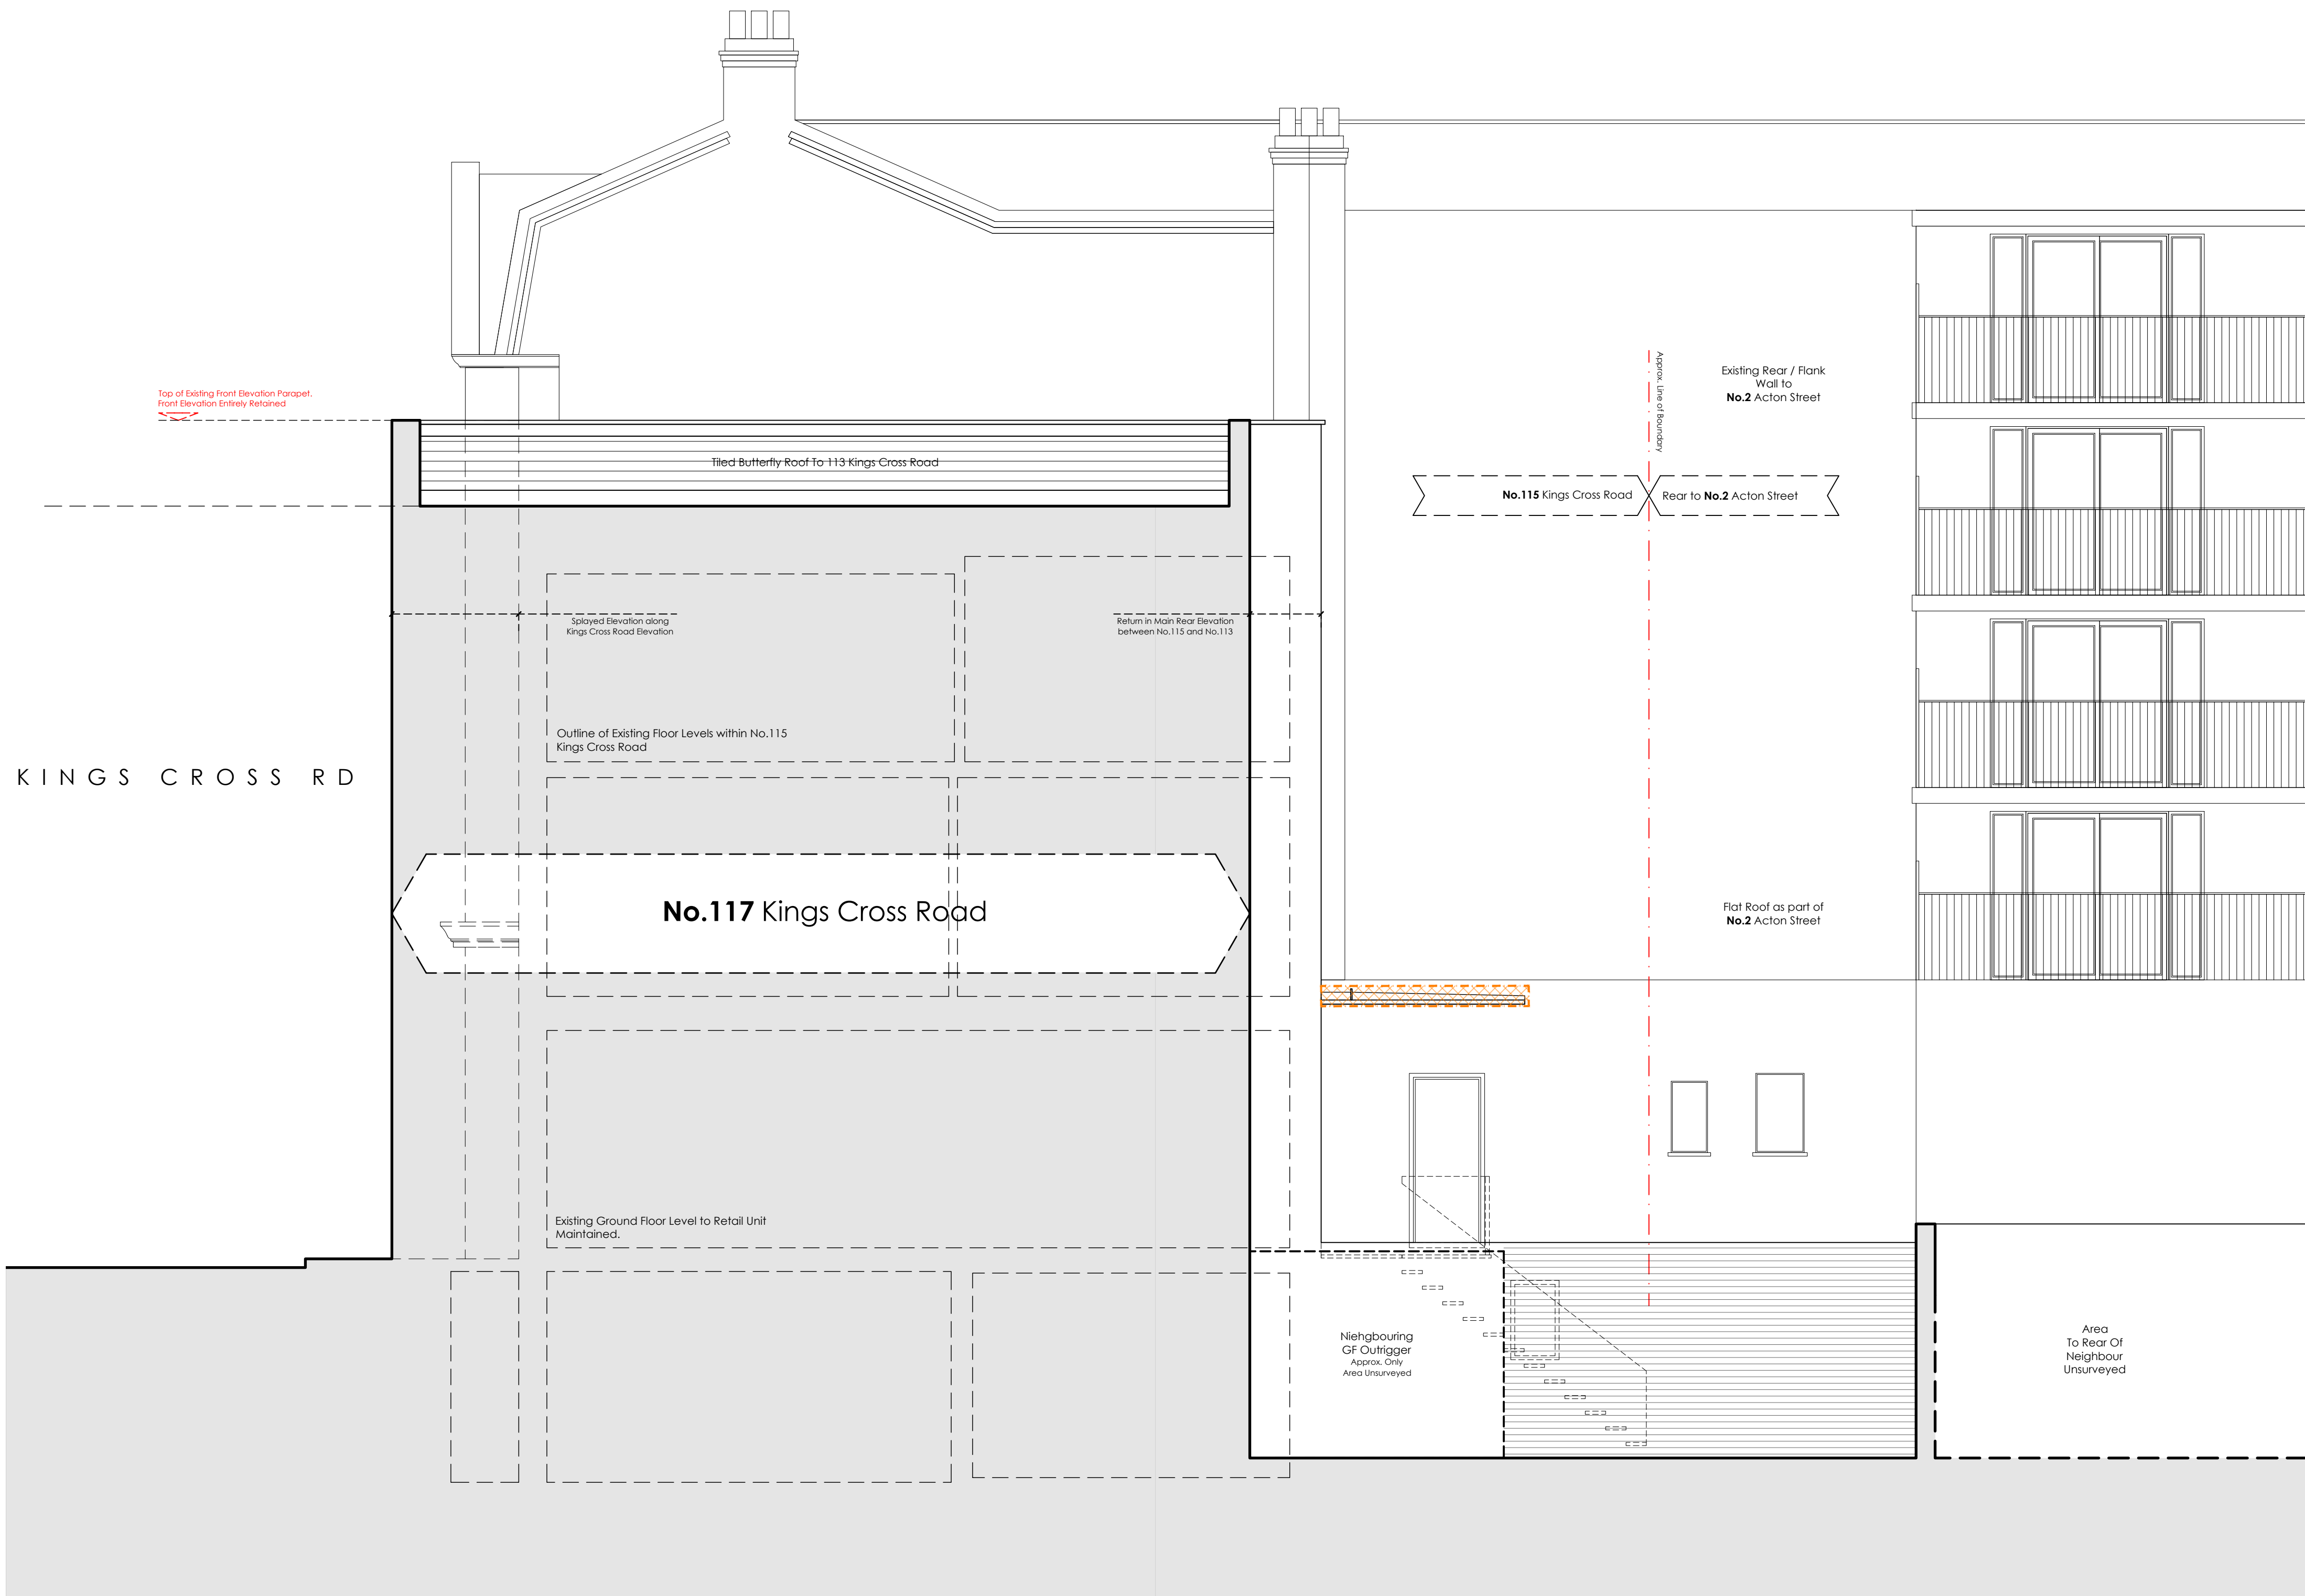 Top of Existing Front Elevation Parapet.
Front Elevation Entirely Retained
Approx. Line of Boundary
Existing Rear / Flank
Wall to
No.2 Acton Street
Tiled Butterfly Roof To 113 Kings Cross Road
No.115 Kings Cross Road
Rear to No.2 Acton Street
Splayed Elevation along
Kings Cross Road Elevation
Return in Main Rear Elevation
between No.115 and No.113
Outline of Existing Floor Levels within No.115
Kings Cross Road
KINGS CROSS RD
No.117 Kings Cross Road
Flat Roof as part of
No.2 Acton Street
Existing Ground Floor Level to Retail Unit
Maintained.
Niehgbouring
GF Outrigger
Approx. Only
Area Unsurveyed
Area
To Rear Of
Neighbour
Unsurveyed